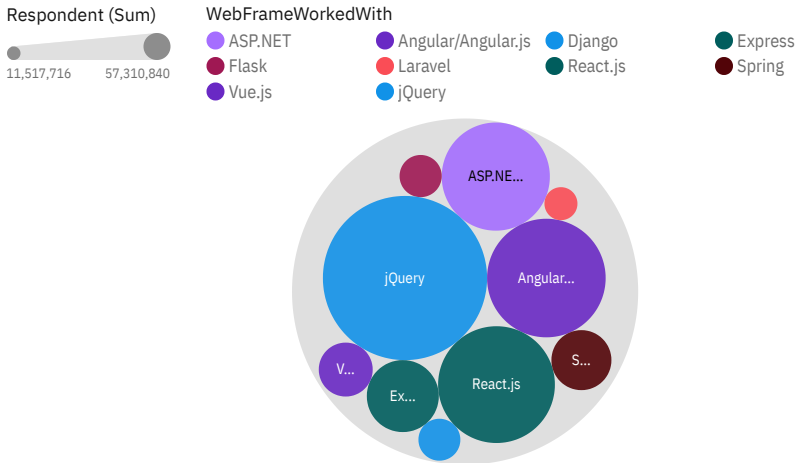 Respondent (Sum)
11,517,716 57,310,840
WebFrameWorkedWith
ASP.NET Angular/Angular.js Django Express
Flask Laravel React.js Spring
Vue.js jQuery
ASP.NE...
jQuery
Angular...
S...
V...
React.js
Ex...